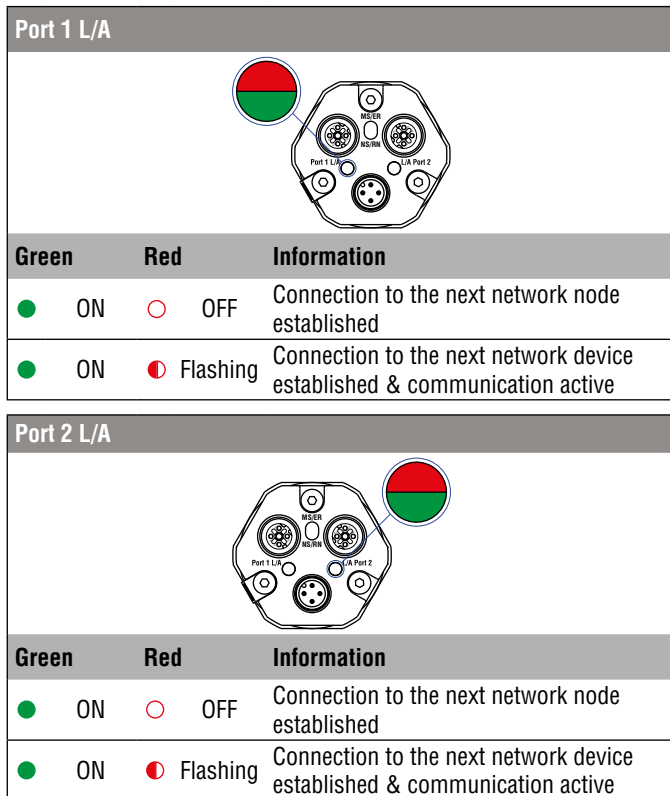 Port 1 L/A
MS/ER
NS/RN
Port 1 L/A
L/A Port 2
Green Red Information
ON OFF Connection to the next network node
established
ON Flashing Connection to the next network device
established & communication active
Port 2 L/A
MS/ER
NS/RN
Port 1 L/A
L/A Port 2
Green Red Information
ON OFF Connection to the next network node
established
ON Flashing Connection to the next network device
established & communication active